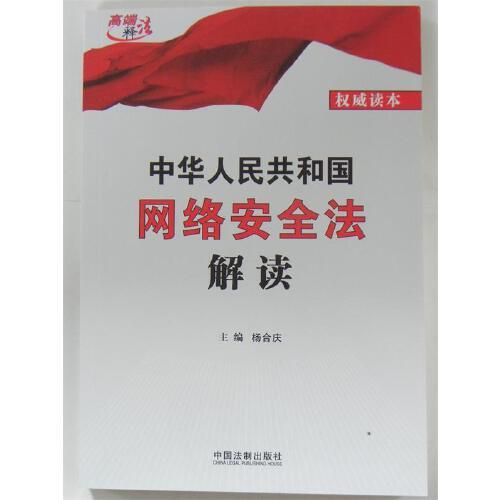 高端
释法
权威读本
中华人民共和国
网络安全法
解读
主编 杨合庆
中国法制出版社
CHINA LEGAL PUBLISHING HOUSE